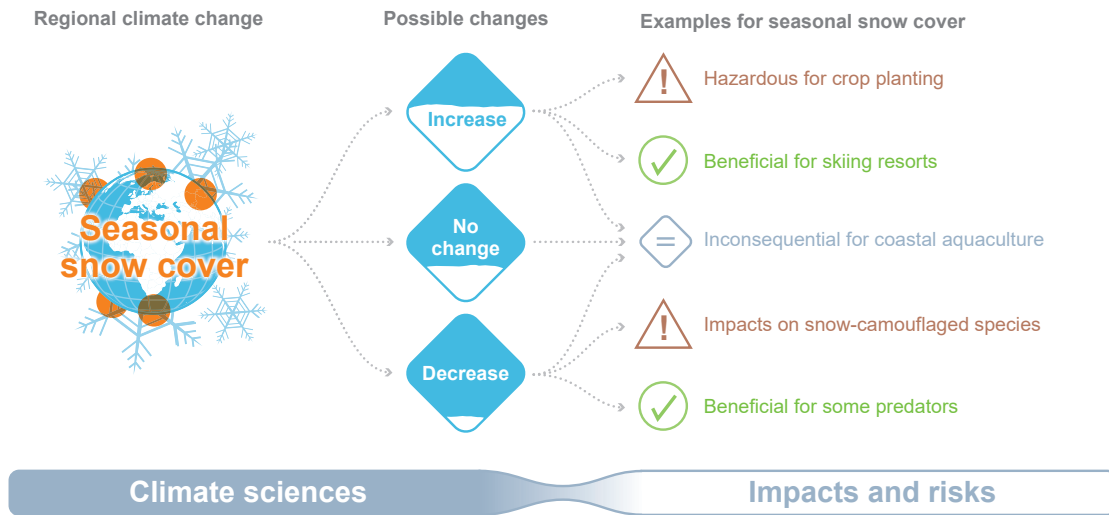 Regional climate change
Possible changes
Examples for seasonal snow cover
Seasonal
snow cover
Increase
No
change
Decrease
!
Hazardous for crop planting
Beneficial for skiing resorts
=
Inconsequential for coastal aquaculture
!
Impacts on snow-camouflaged species
Beneficial for some predators
Climate sciences
Impacts and risks